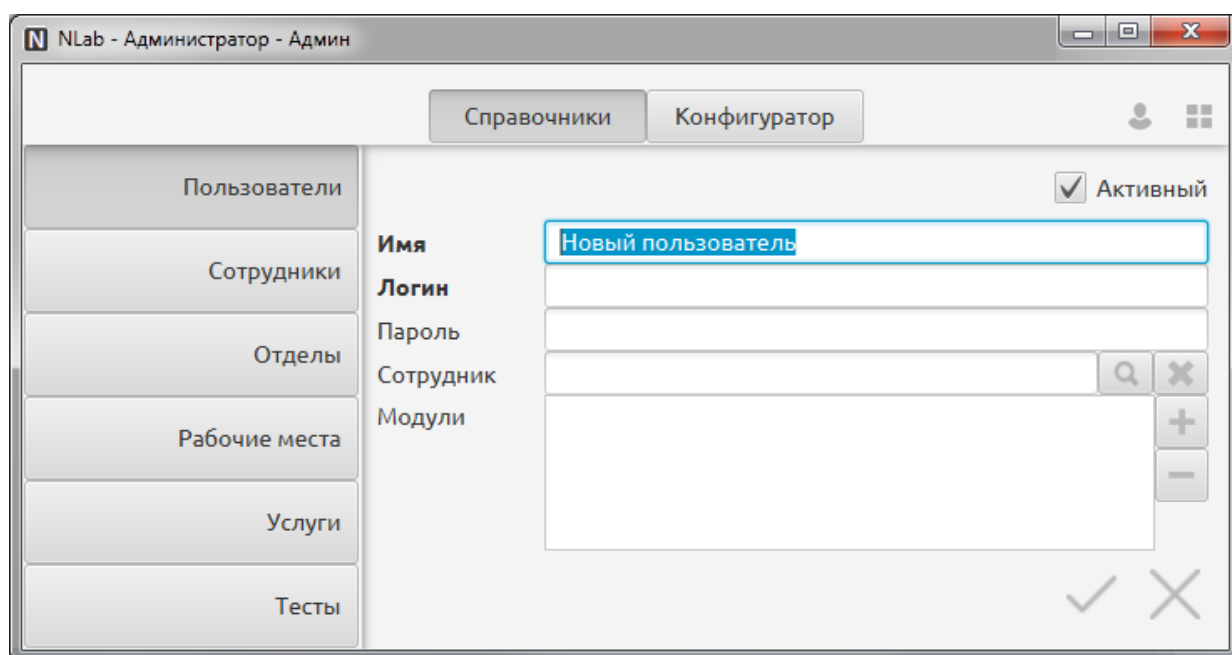 NLab - Администратор - Админ
Справочники Конфигуратор
Пользователи
Сотрудники
Отделы
Рабочие места
Услуги
Тесты
Активный
Имя Новый пользователь
Логин
Пароль
Сотрудник
Модули